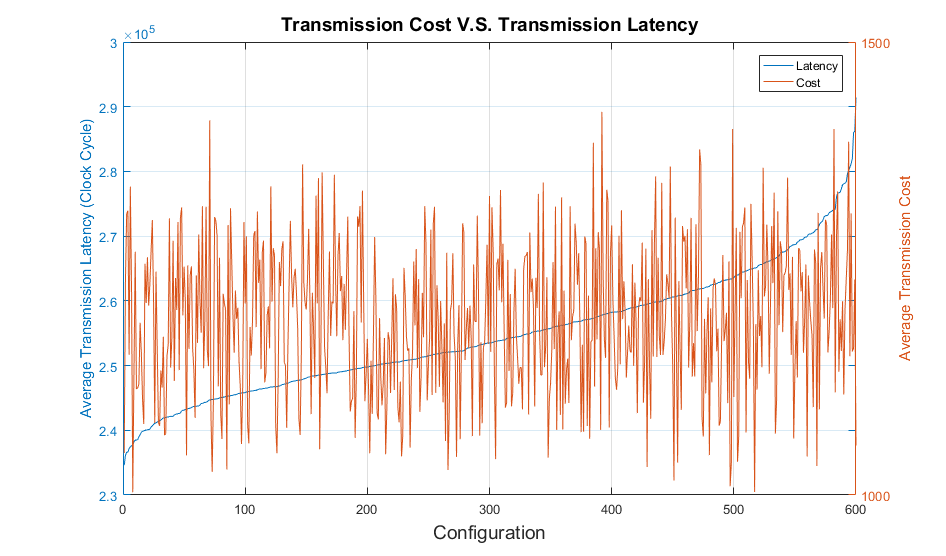 Transmission Cost V.S. Transmission Latency
×10^5
3
2.9
2.8
2.7
2.6
2.5
2.4
2.3
Average Transmission Latency (Clock Cycle)
Latency
Cost
1500
1000
Average Transmission Cost
0 100 200 300 400 500 600
Configuration